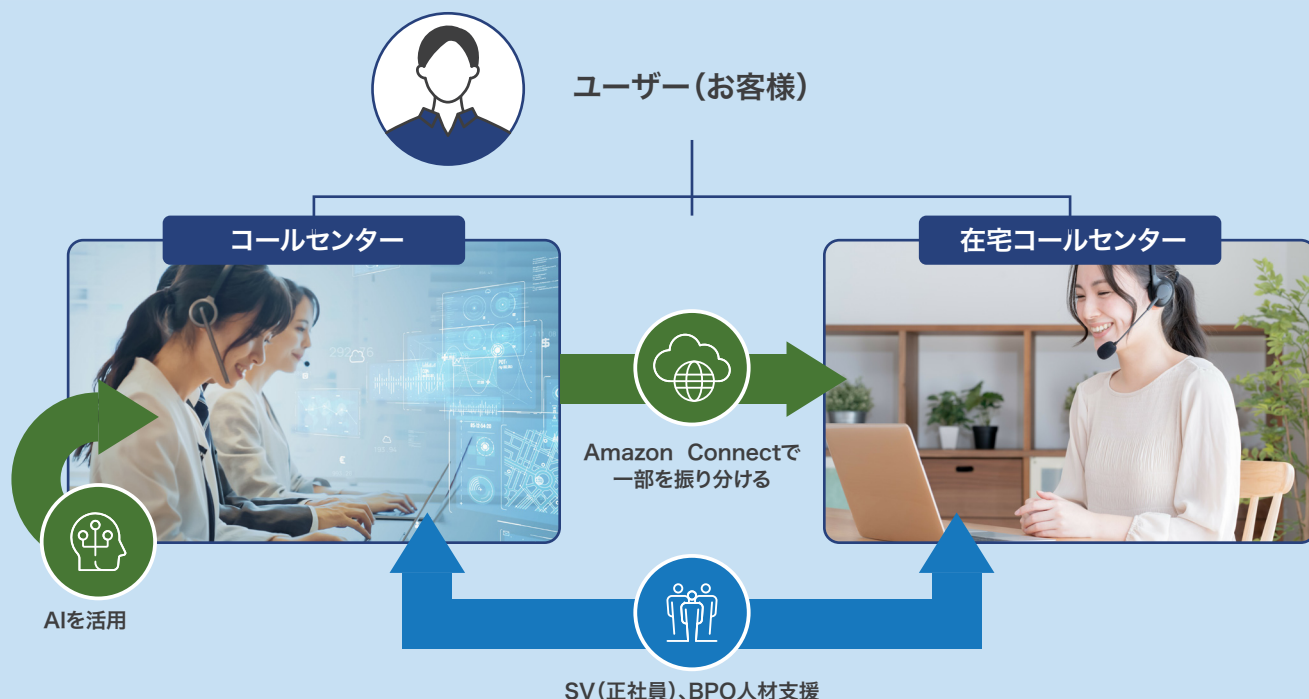 ユーザー(お客様)
コールセンター
在宅コールセンター
Amazon Connectで
一部を振り分ける
AIを活用
SV(正社員)、BPO人材支援